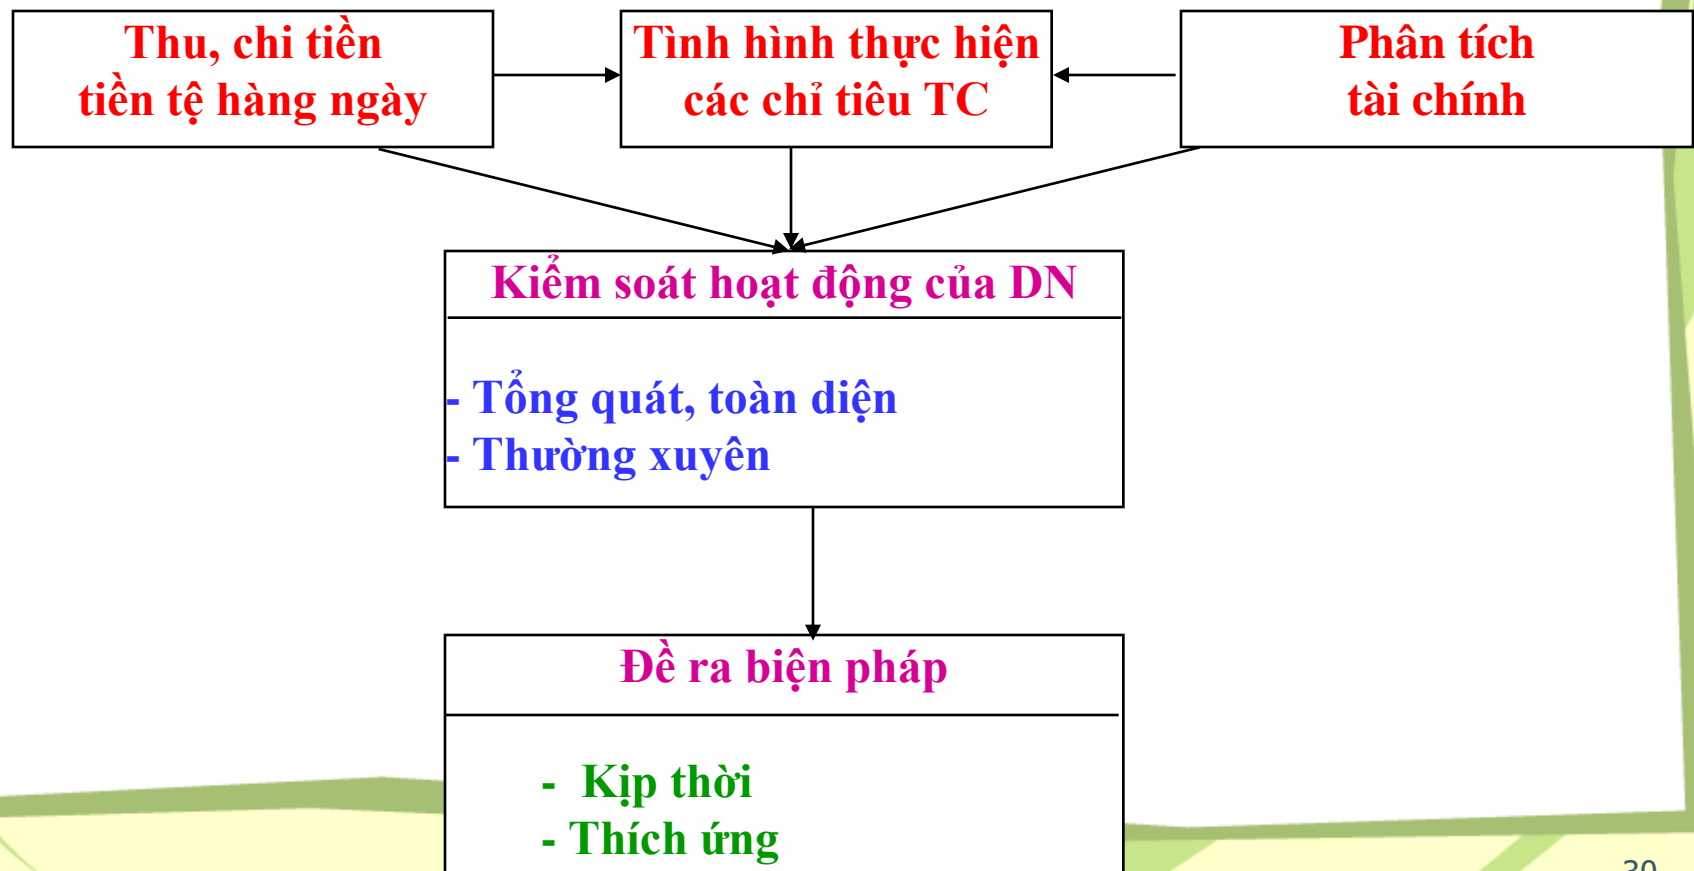 Thu, chi tiền
tiền tệ hàng ngày
Tình hình thực hiện
các chỉ tiêu TC
Phân tích
tài chính
Kiểm soát hoạt động của DN
- Tổng quát, toàn diện
- Thường xuyên
Đề ra biện pháp
- Kịp thời
- Thích ứng
30